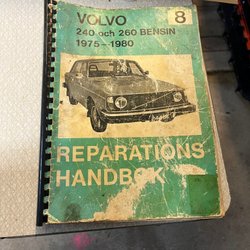 VOLVO 8
240 och 260 BENSIN
1975-1980
REPARATIONS
HANDBOK